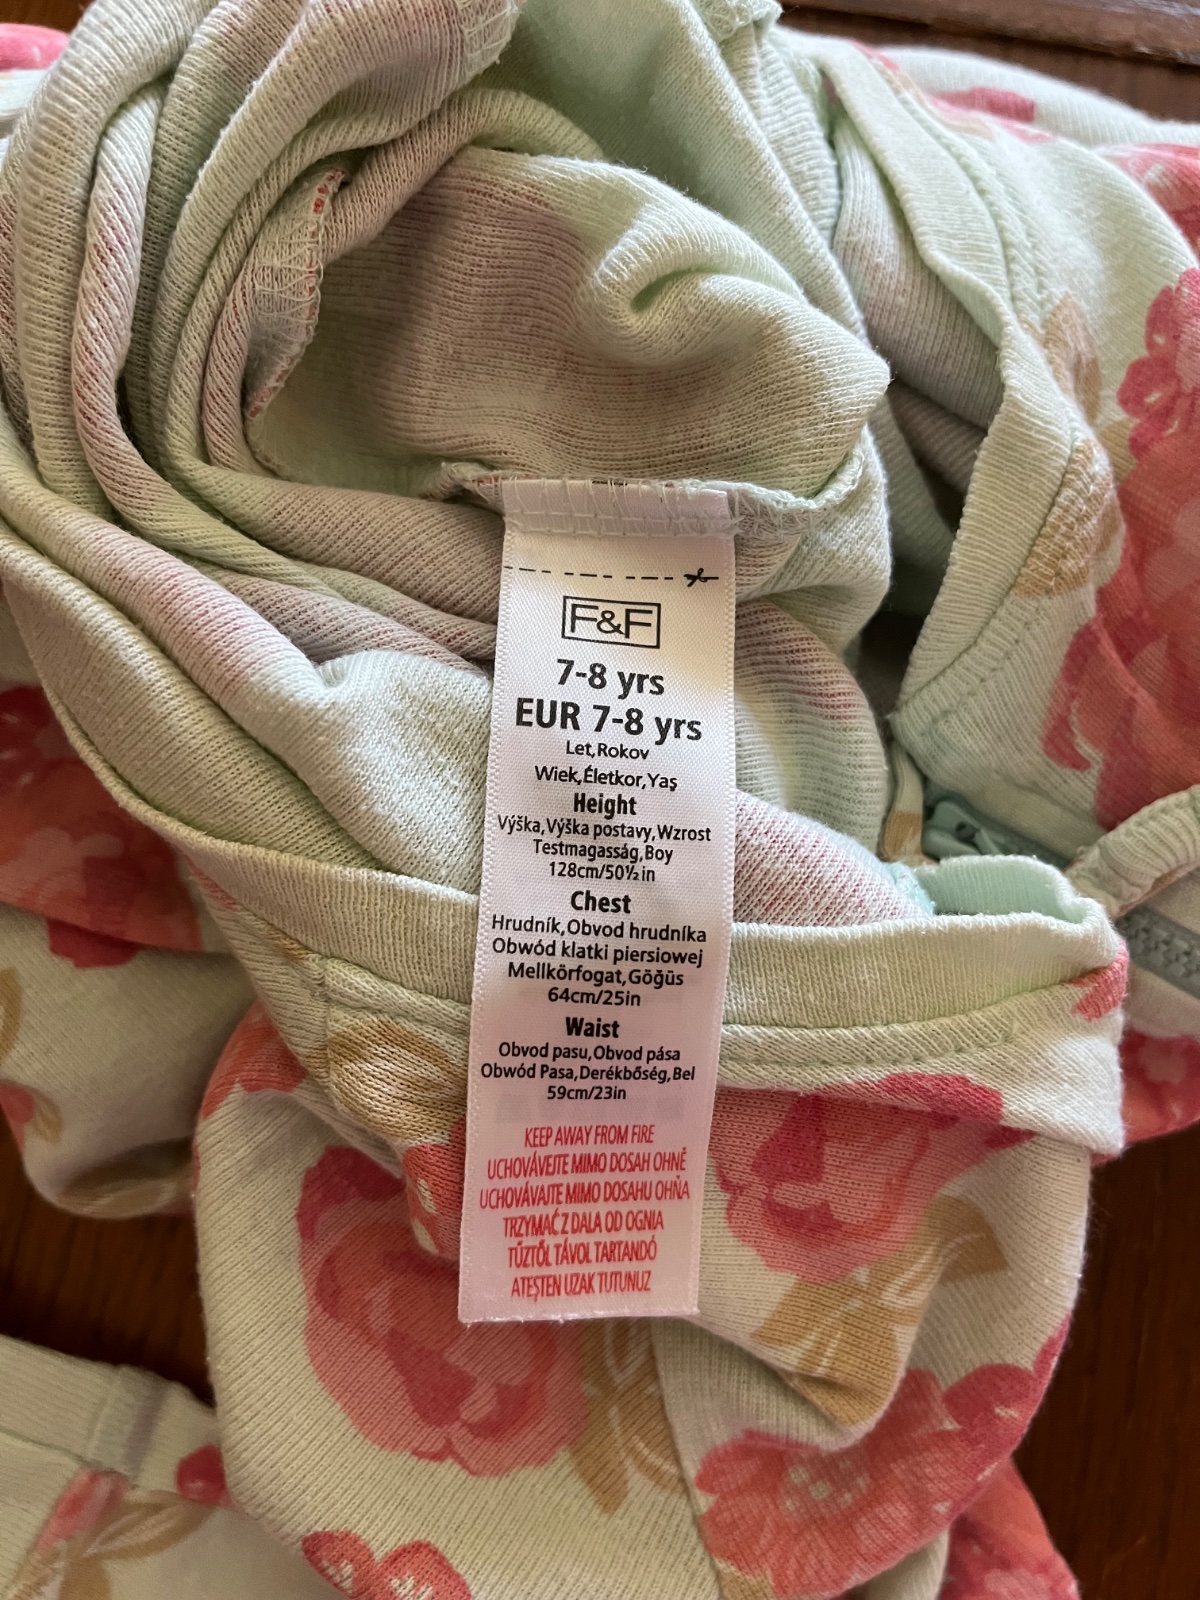 F&F
7-8 yrs
EUR 7-8 yrs
Let,Rokov
Wiek,Életkor,Yaş
Height
Výška,Výška postavy,Wzrost
Testmagasság,Boy
128cm/50½in
Chest
Hrudník,Obvod hrudníka
Obwód klatki piersiowej
Mellkörfogat,Göğüs
64cm/25in
Waist
Obvod pasu,Obvod pása
Obwód Pasa,Derékbőség,Bel
59cm/23in
KEEP AWAY FROM FIRE
UCHOVÁVEJTE MIMO DOSAH OHNĚ
UCHOVÁVAJTE MIMO DOSAHU OHŇA
TRZYMAĆ Z DALA OD OGNIA
TŰZTŐL TÁVOL TARTANDÓ
ATEŞTEN UZAK TUTUNUZ